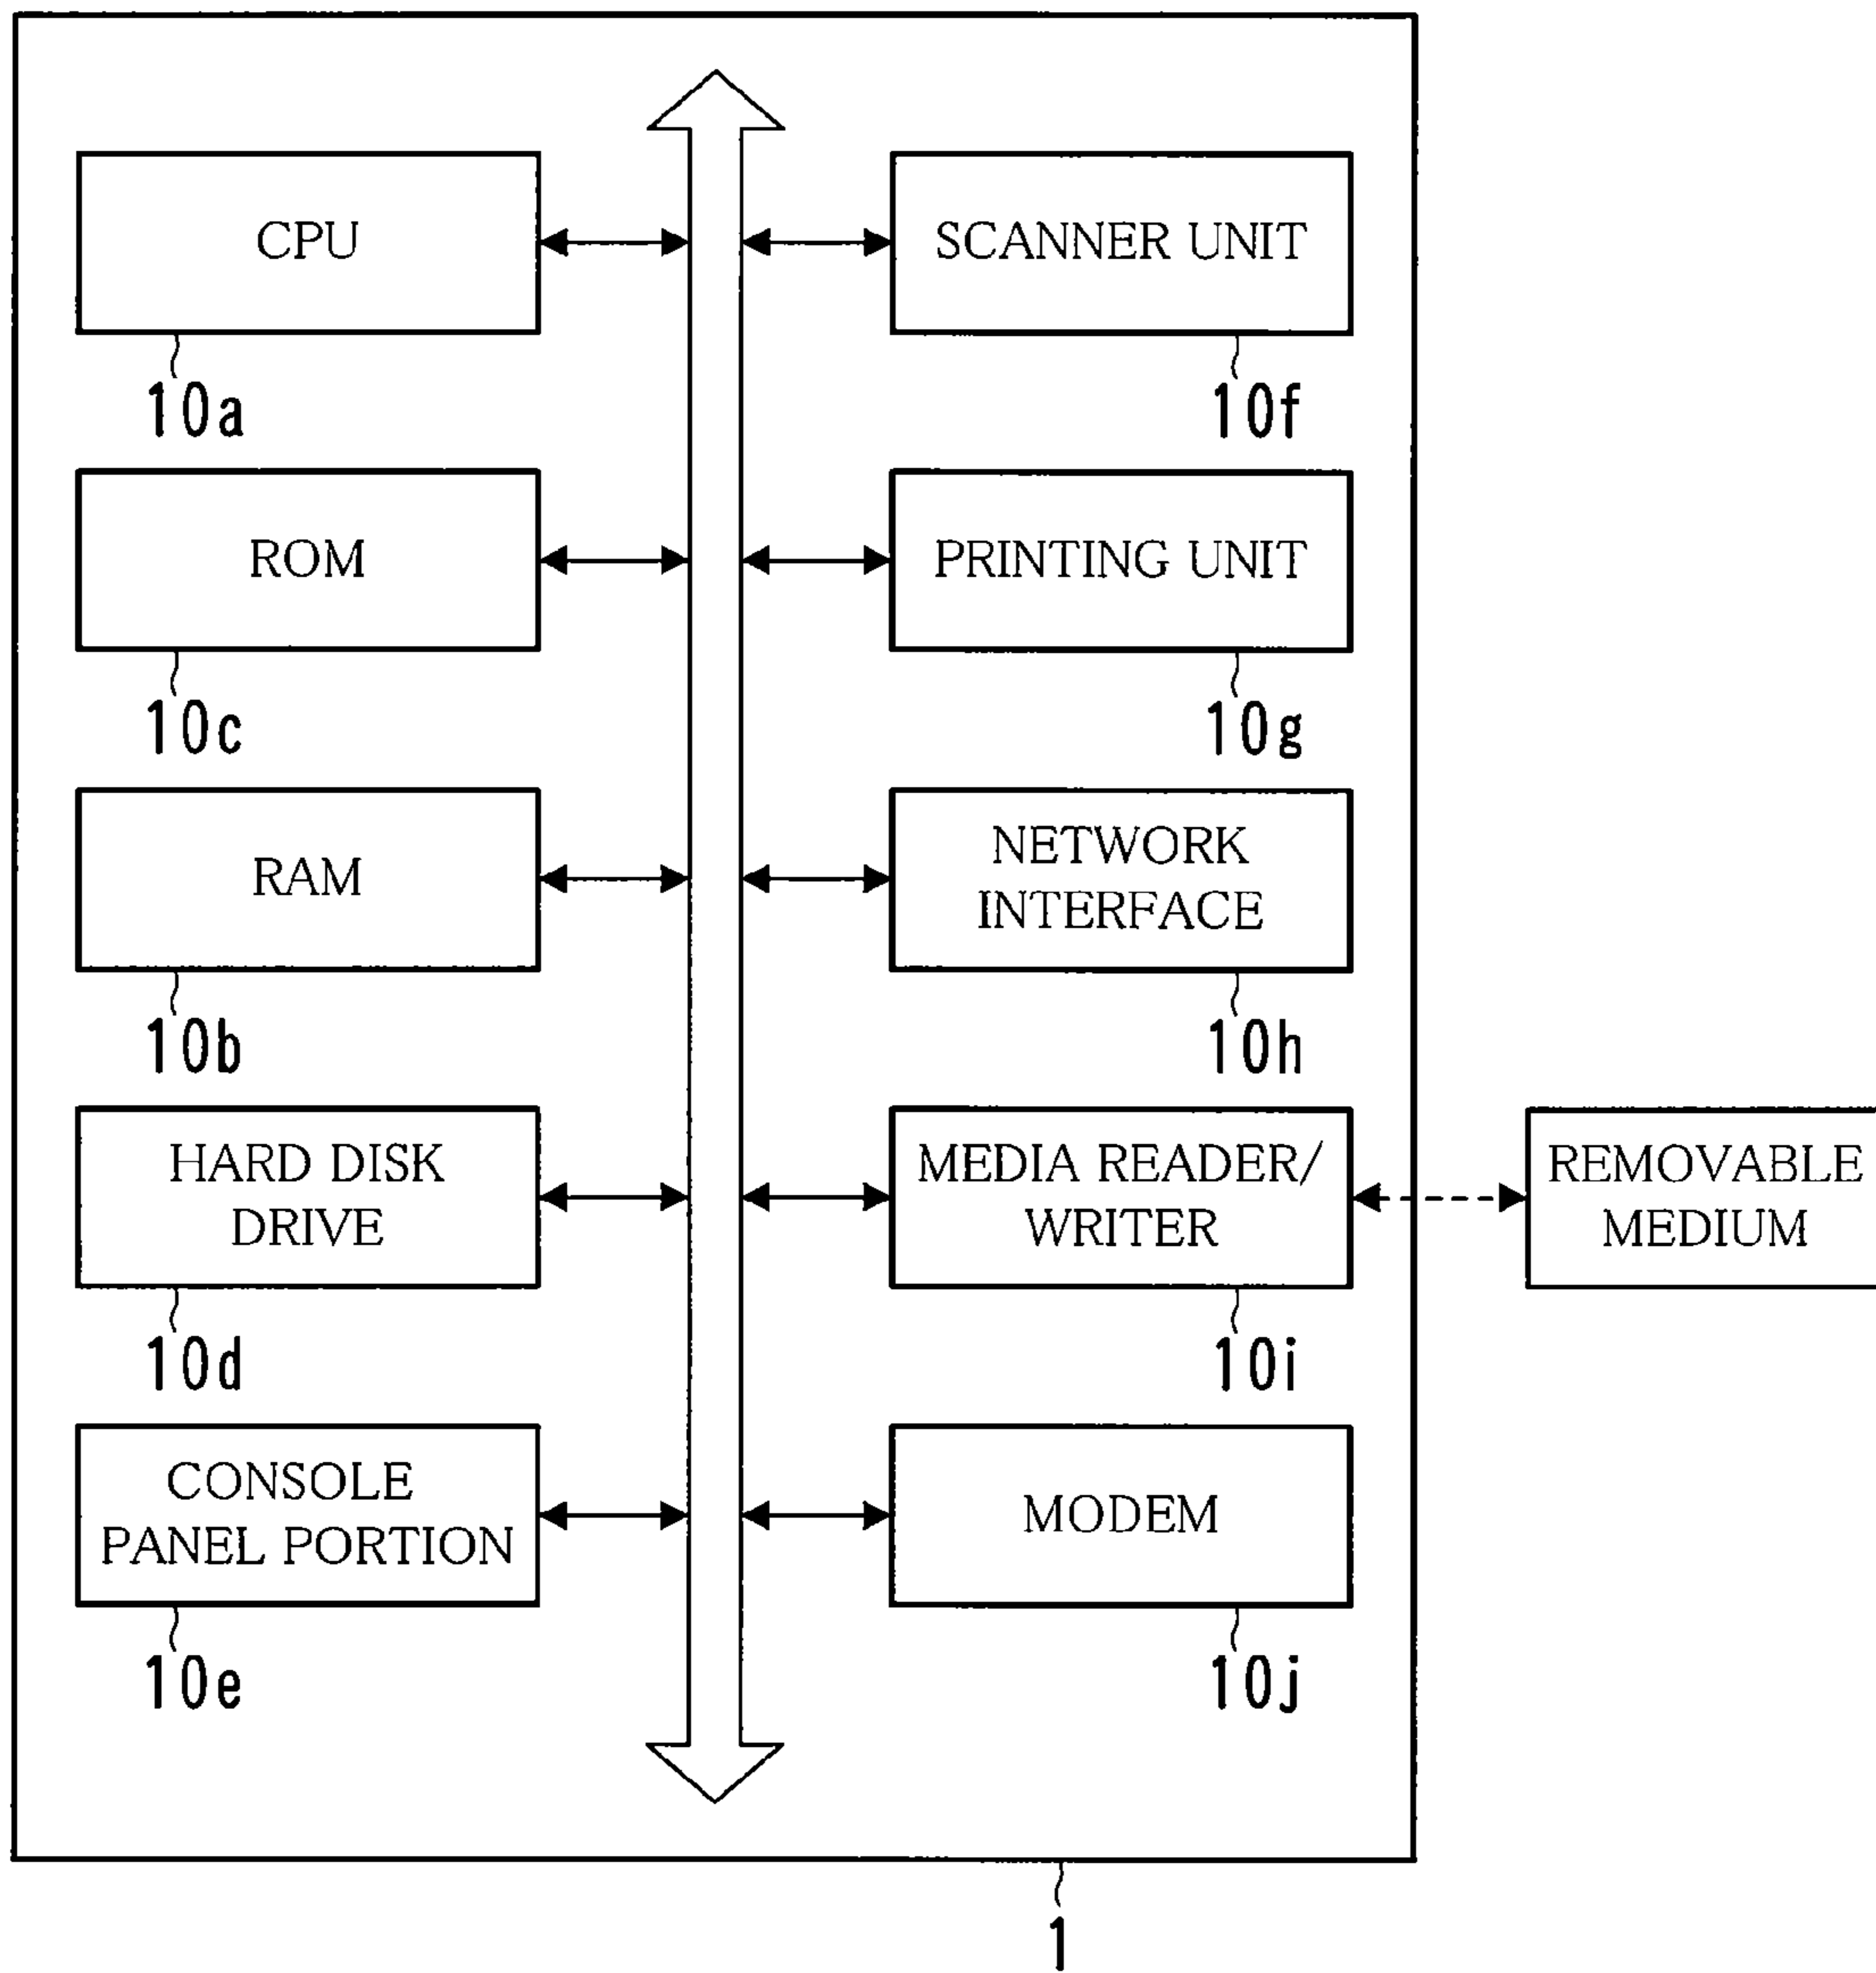 CPU
10a
ROM
10c
RAM
10b
HARD DISK
DRIVE
10d
CONSOLE
PANEL PORTION
10e
SCANNER UNIT
10f
PRINTING UNIT
10g
NETWORK
INTERFACE
10h
MEDIA READER/
WRITER
10i
MODEM
10j
REMOVABLE
MEDIUM
1